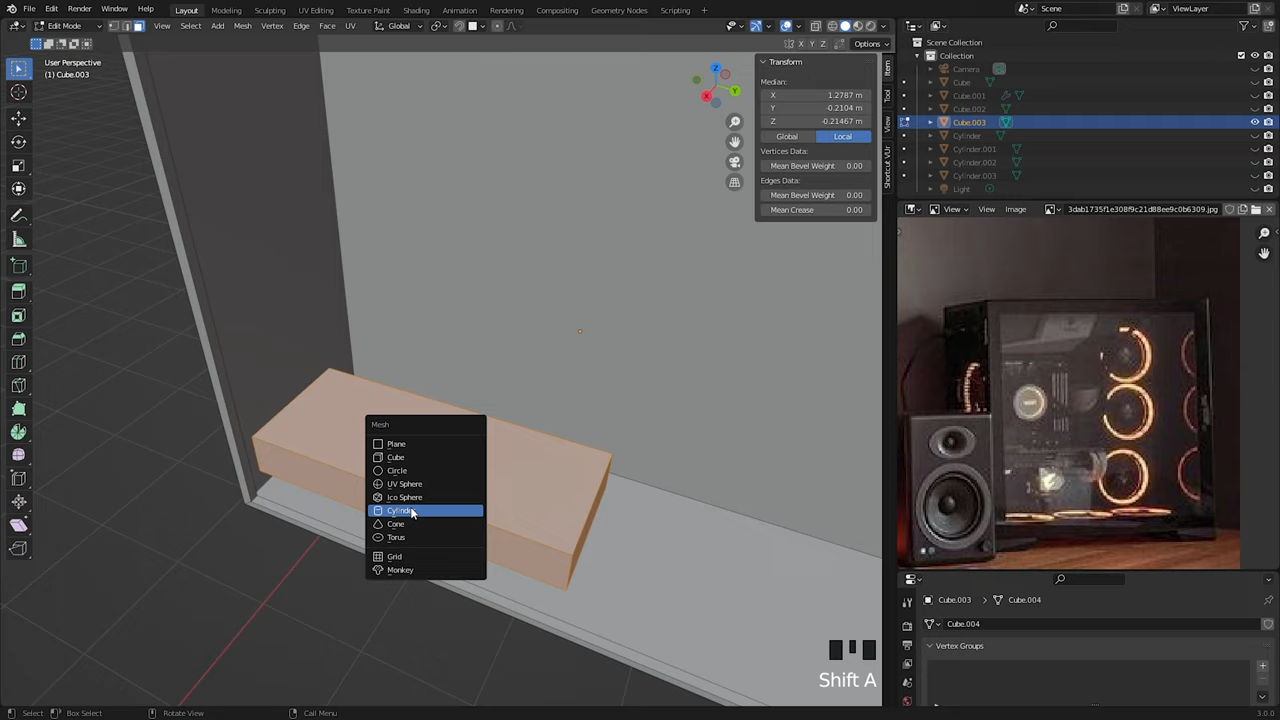 File Edit Render Window Help Layout Modeling Sculpting UV Editing Texture Paint Shading Animation Rendering Compositing Geometry Nodes Scripting + Scene ViewLayer
Edit Mode View Select Add Mesh Vertex Edge Face UV Global
X Y Z Options
User Perspective
(1) Cube.003
Z
Y
X
Transform
Median:
X 1.2787 m
Y -0.2104 m
Z -0.21467 m
Global Local
Vertices Data:
Mean Bevel Weight 0.00
Edges Data:
Mean Bevel Weight 0.00
Mean Crease 0.00
Item
Tool
View
Shortcut VUr
Mesh
Plane
Cube
Circle
UV Sphere
Ico Sphere
Cylinder
Cone
Torus
Grid
Monkey
Shift A
Scene Collection
Collection
Camera
Cube
Cube.001
Cube.002
Cube.003
Cylinder
Cylinder.001
Cylinder.002
Cylinder.003
Light
View View Image 3dab1735f1e308f9c21d88ee9c0b6309.jpg
Cube.003 Cube.004
Cube.004
Vertex Groups
Select Box Select Rotate View Call Menu 3.0.0